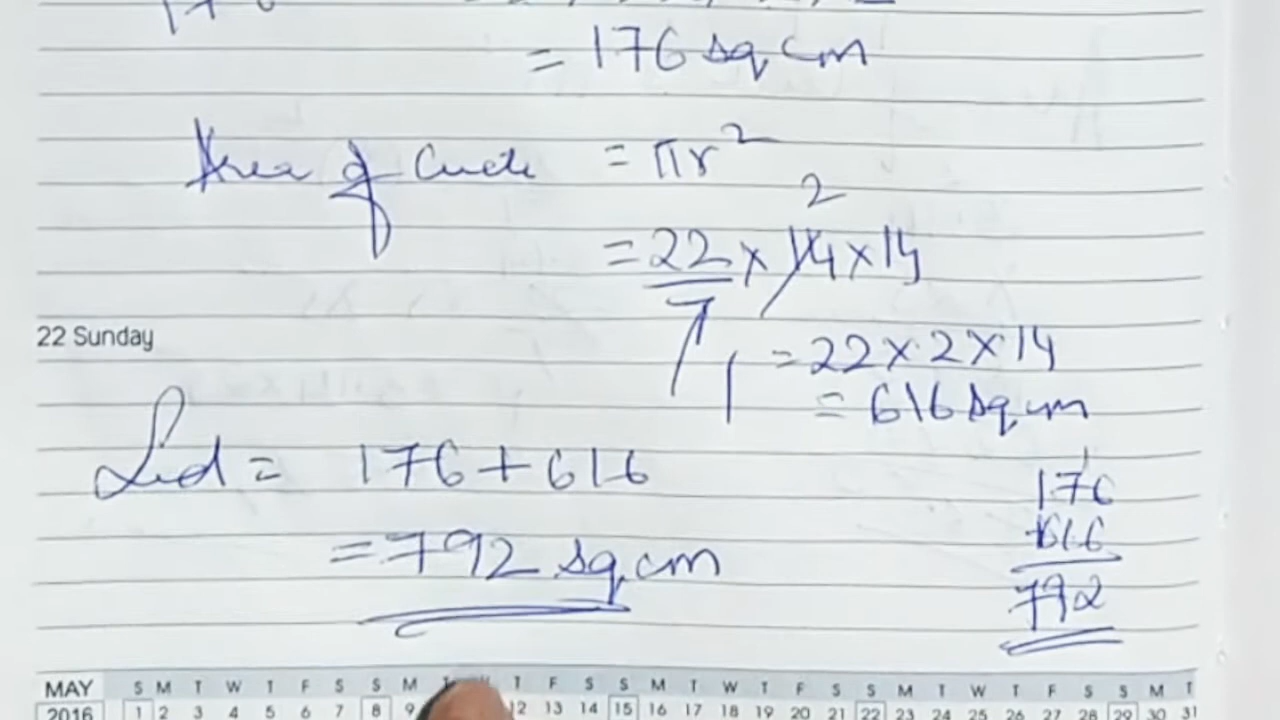 = 176 sq cm
Area of Circle = πr²
2
= 22 × 14 × 14
7
1 = 22 × 2 × 14
= 616 sq cm
22 Sunday
Lid = 176 + 616
= 792 sq cm
1
176
+616
792
MAY S M T W T F S S M T W T F S S M T W T F S S M T W T F S S M T
2016 1 2 3 4 5 6 7 8 9 12 13 14 15 16 17 18 19 20 21 22 23 24 25 26 27 28 29 30 31